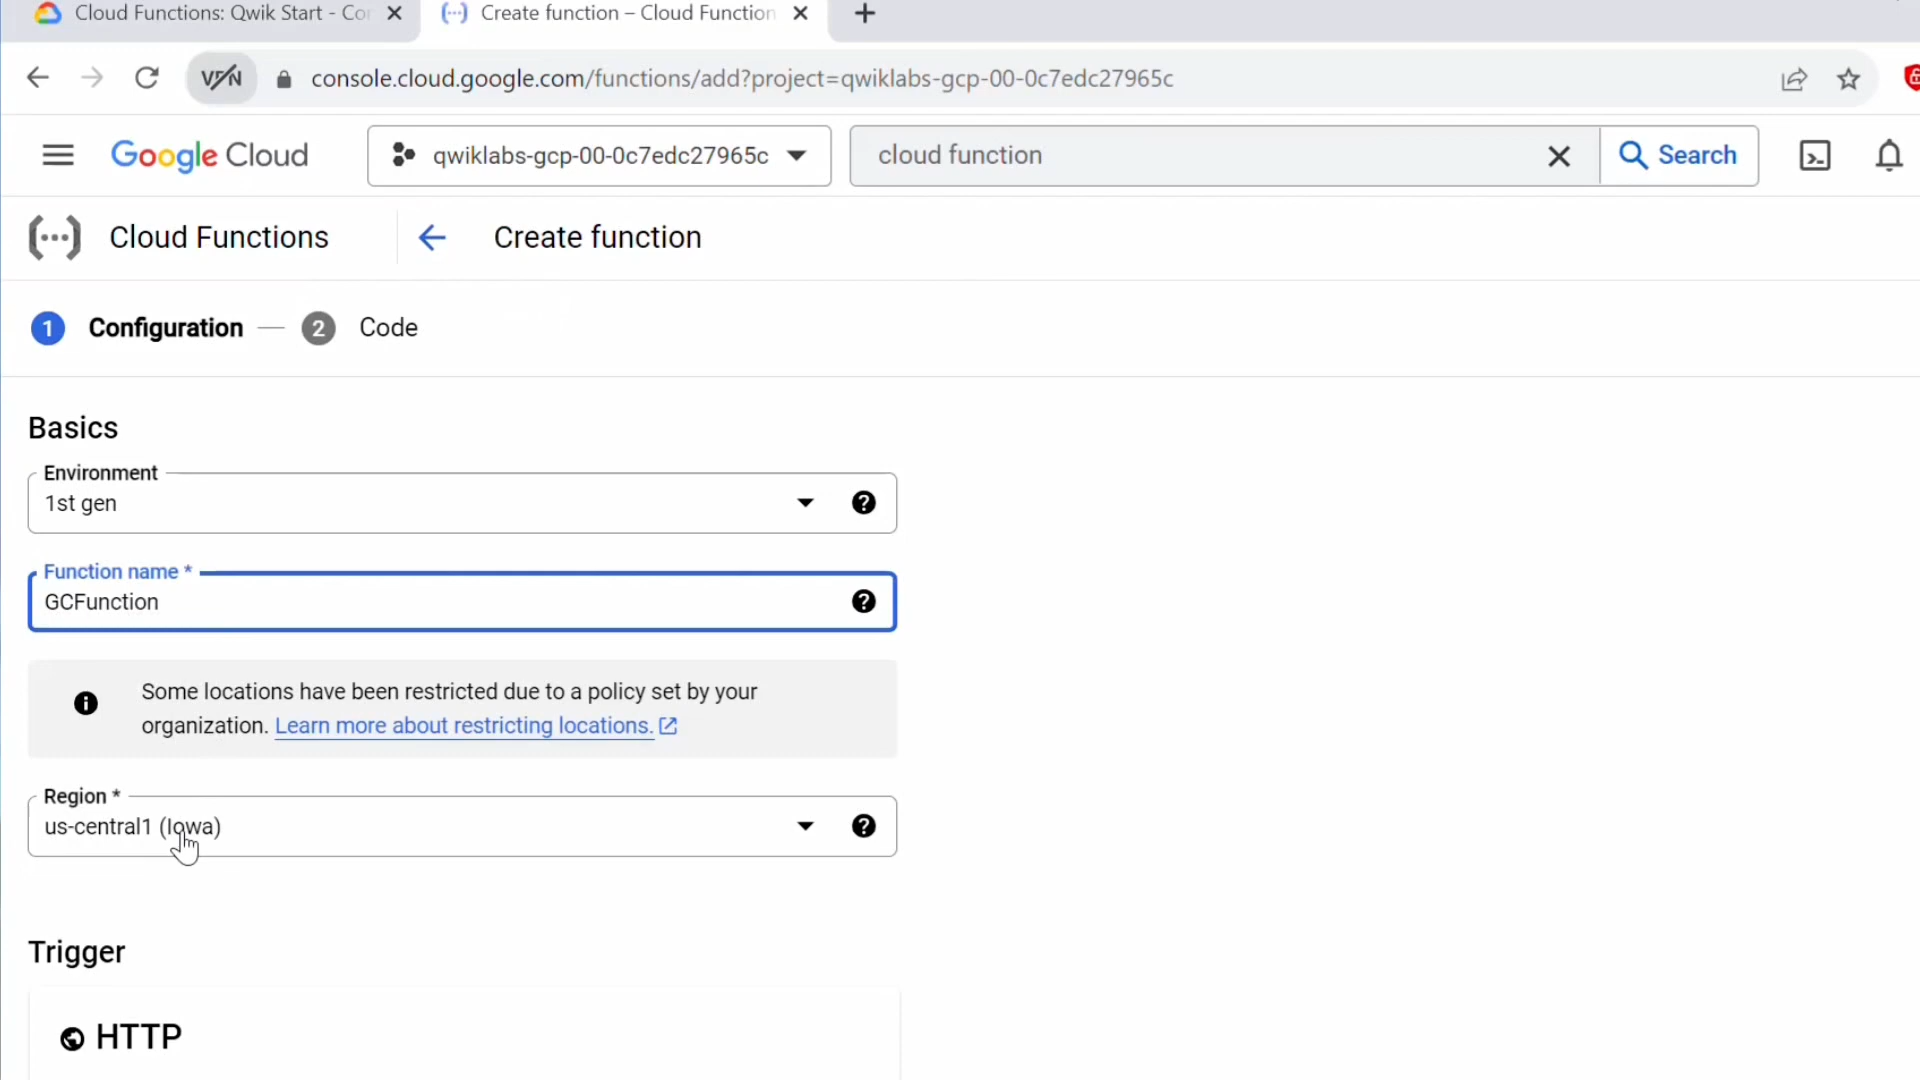 Cloud Functions: Qwik Start - Co
Create function – Cloud Function
VPN
console.cloud.google.com/functions/add?project=qwiklabs-gcp-00-0c7edc27965c
Google Cloud
qwiklabs-gcp-00-0c7edc27965c
cloud function
Search
Cloud Functions
Create function
1 Configuration
2 Code
Basics
Environment
1st gen
Function name *
GCFunction
Some locations have been restricted due to a policy set by your
organization. Learn more about restricting locations.
Region *
us-central1 (Iowa)
Trigger
HTTP